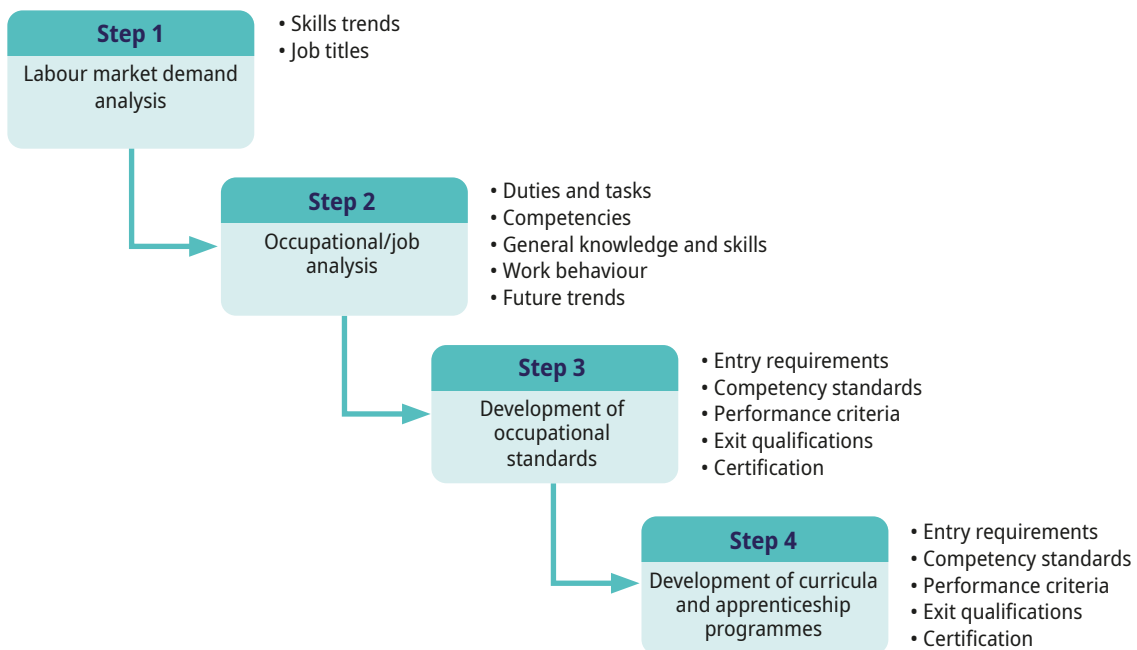 Step 1
Labour market demand
analysis
• Skills trends
• Job titles
Step 2
Occupational/job
analysis
• Duties and tasks
• Competencies
• General knowledge and skills
• Work behaviour
• Future trends
Step 3
Development of
occupational
standards
• Entry requirements
• Competency standards
• Performance criteria
• Exit qualifications
• Certification
Step 4
Development of curricula
and apprenticeship
programmes
• Entry requirements
• Competency standards
• Performance criteria
• Exit qualifications
• Certification